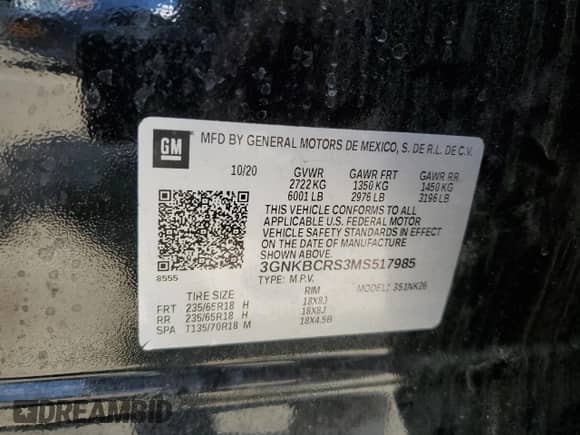 GM
MFD BY GENERAL MOTORS DE MEXICO, S. DE R.L. DE C.V.
10/20 GVWR GAWR FRT GAWR RR
2722 KG 1350 KG 1450 KG
6001 LB 2976 LB 3196 LB
THIS VEHICLE CONFORMS TO ALL
APPLICABLE U.S. FEDERAL MOTOR
VEHICLE SAFETY STANDARDS IN
EFFECT ON THE DATE OF MANUFACTURE
SHOWN ABOVE.
3GNKBCRS3MS517985
8555
TYPE: M.P.V. MODEL: 3S1NK26
TIRE SIZE RIM
FRT 235/65R18 H 18X8J
RR 235/65R18 H 18X8J
SPA T135/70R18 M 18X4.5B
DREAMBID